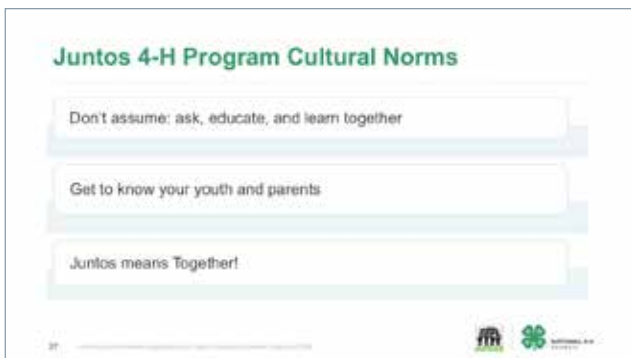 Juntos 4-H Program Cultural Norms
Don't assume: ask, educate, and learn together
Get to know your youth and parents
Juntos means Together!